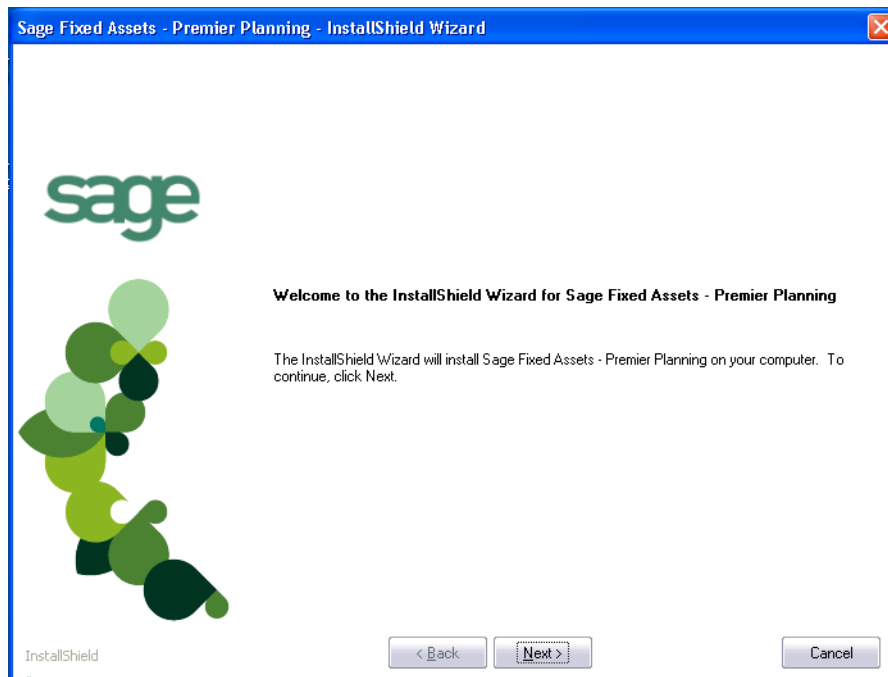 Sage Fixed Assets - Premier Planning - InstallShield Wizard
sage
Welcome to the InstallShield Wizard for Sage Fixed Assets - Premier Planning
The InstallShield Wizard will install Sage Fixed Assets - Premier Planning on your computer.  To
continue, click Next.
InstallShield
< Back
Next >
Cancel